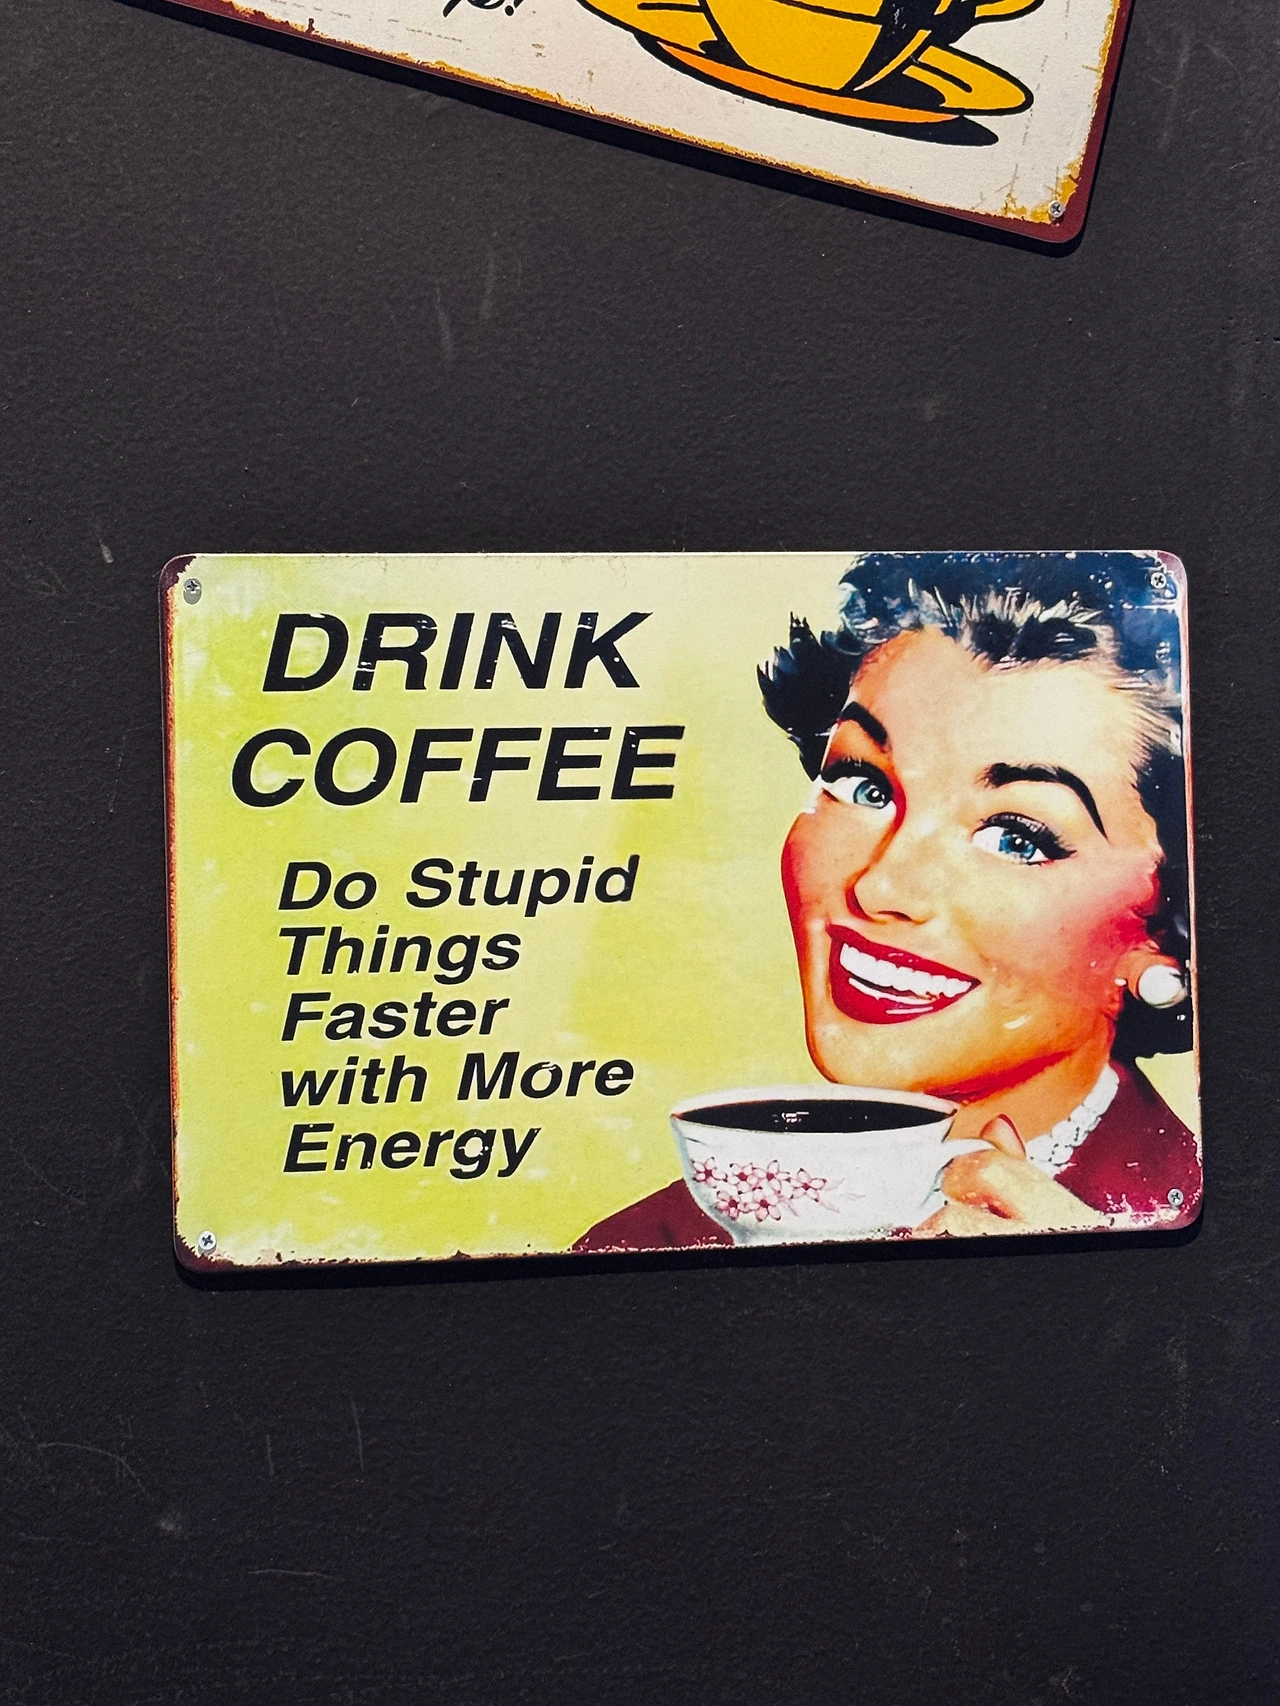 DRINK
COFFEE
Do Stupid
Things
Faster
with More
Energy